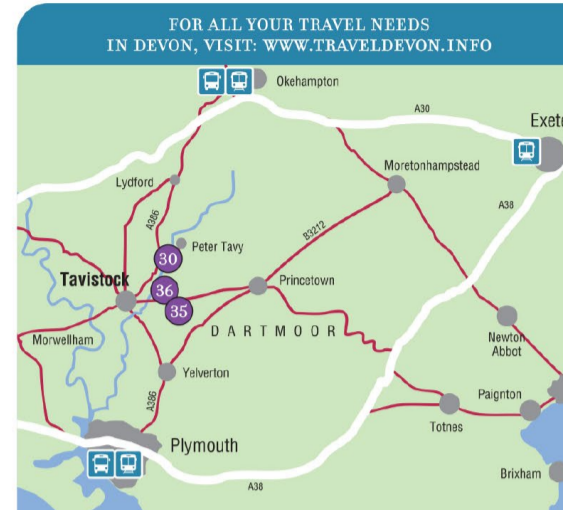 FOR ALL YOUR TRAVEL NEEDS
IN DEVON, VISIT: WWW.TRAVELDEVON.INFO
Okehampton
A30
Exete
Moretonhampstead
Lydford
A386
A38
B3212
Peter Tavy
30
Tavistock
36
Princetown
35
DARTMOOR
Morwellham
Newton
Abbot
Yelverton
A386
Paignton
Totnes
Plymouth
Brixham
A38